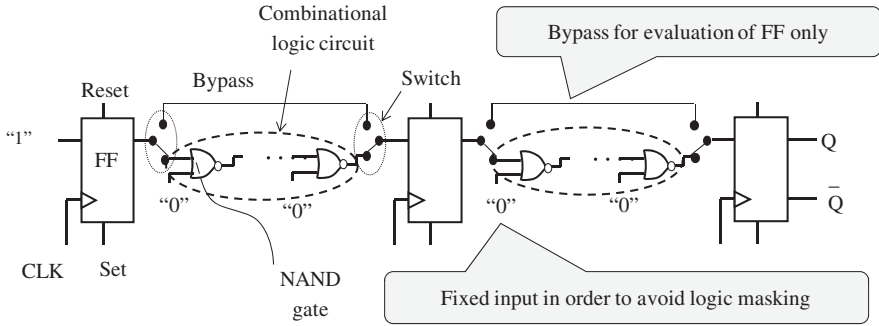 Combinational
logic circuit
Bypass for evaluation of FF only
Bypass
Switch
Reset
“1”
FF
Q
“0”
“0”
“0”
“0”
Q̅
CLK
Set
NAND
gate
Fixed input in order to avoid logic masking